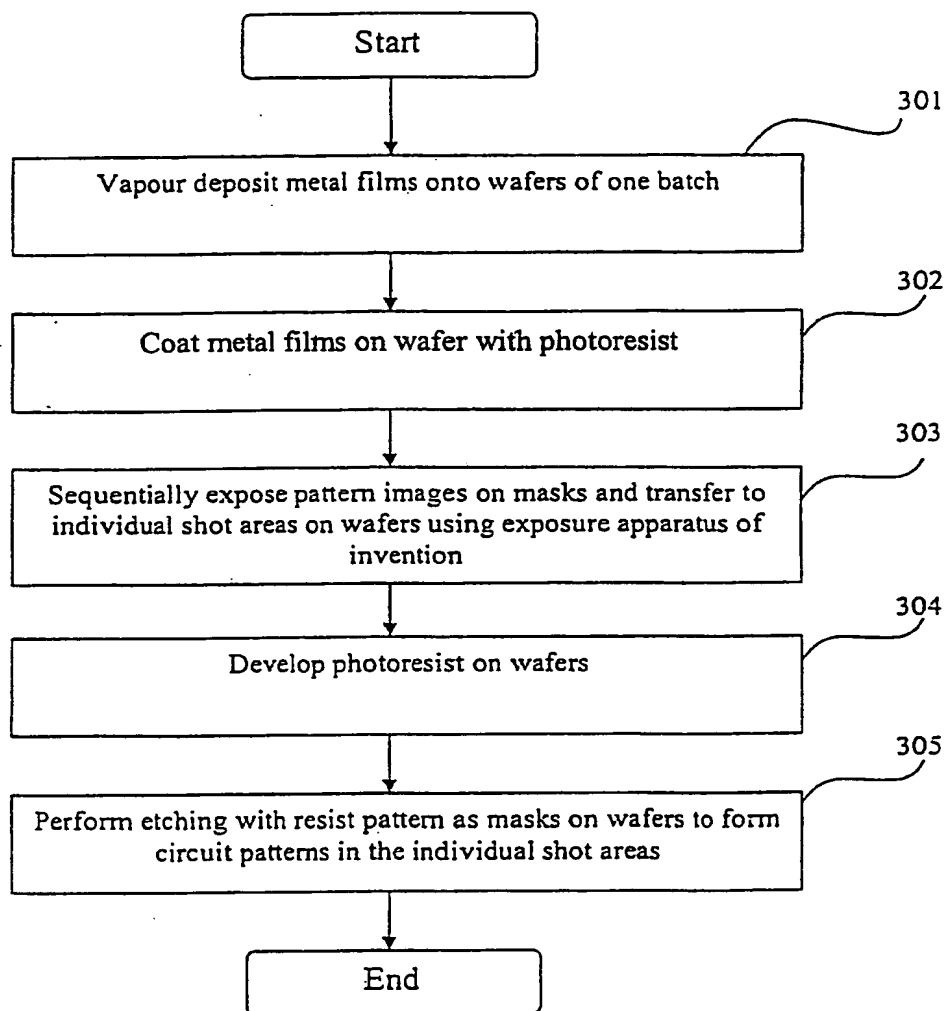 Start
301
Vapour deposit metal films onto wafers of one batch
302
Coat metal films on wafer with photoresist
303
Sequentially expose pattern images on masks and transfer to
individual shot areas on wafers using exposure apparatus of
invention
304
Develop photoresist on wafers
305
Perform etching with resist pattern as masks on wafers to form
circuit patterns in the individual shot areas
End